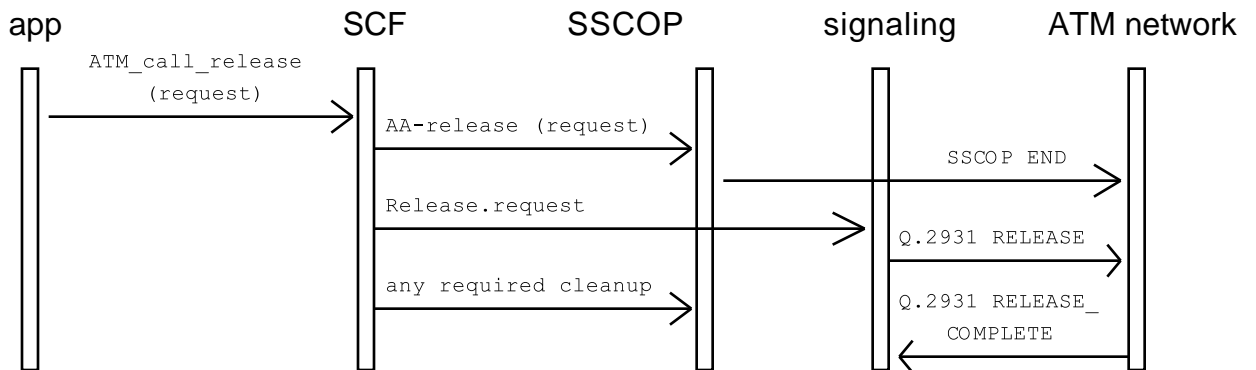 app SCF SSCOP signaling ATM network
ATM_call_release
(request)
AA-release (request)
SSCOP END
Release.request
Q.2931 RELEASE
any required cleanup
Q.2931 RELEASE_
COMPLETE